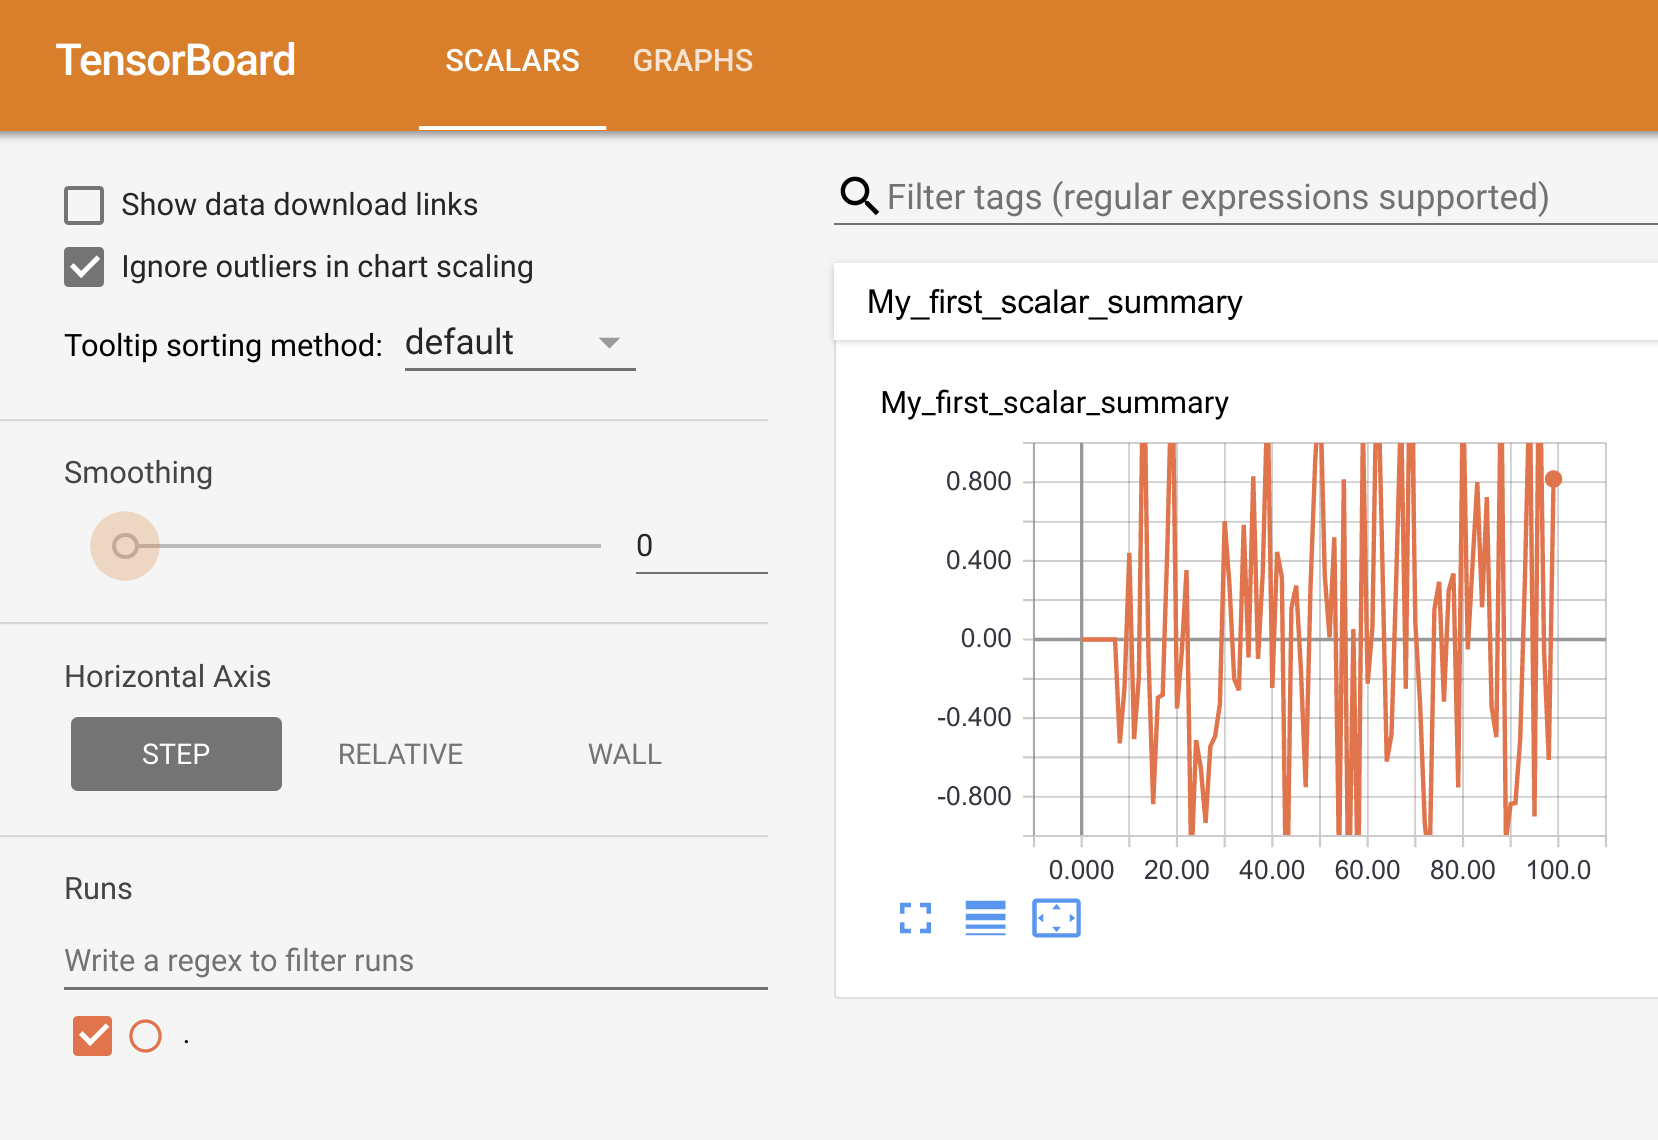 TensorBoard SCALARS GRAPHS
Show data download links
Ignore outliers in chart scaling
Tooltip sorting method: default
Smoothing
0
Horizontal Axis
STEP RELATIVE WALL
Runs
Write a regex to filter runs
.
Filter tags (regular expressions supported)
My_first_scalar_summary
My_first_scalar_summary
0.800
0.400
0.00
-0.400
-0.800
0.000 20.00 40.00 60.00 80.00 100.0